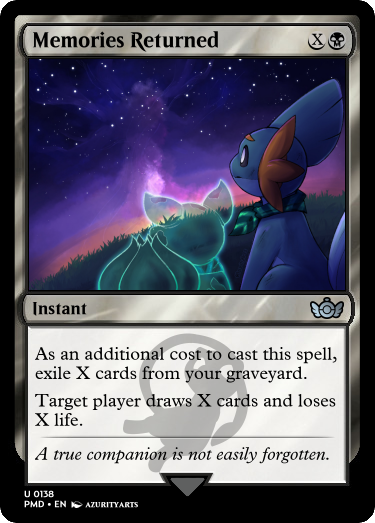 Memories Returned X
Instant
As an additional cost to cast this spell,
exile X cards from your graveyard.
Target player draws X cards and loses
X life.
A true companion is not easily forgotten.
U 0138
PMD • EN AZURITYARTS